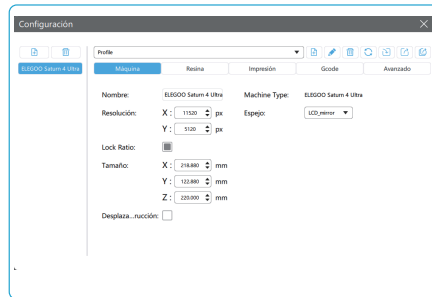 Configuración
Profile
ELEGOO Saturn 4 Ultra
Máquina Resina Impresión Gcode Avanzado
Nombre: ELEGOO Saturn 4 Ultra Machine Type: ELEGOO Saturn 4 Ultra
Resolución: X : 11520 px Espejo: LCD_mirror
Y : 5120 px
Lock Ratio:
Tamaño: X : 218.880 mm
Y : 122.880 mm
Z : 220.000 mm
Desplaza...rucción: